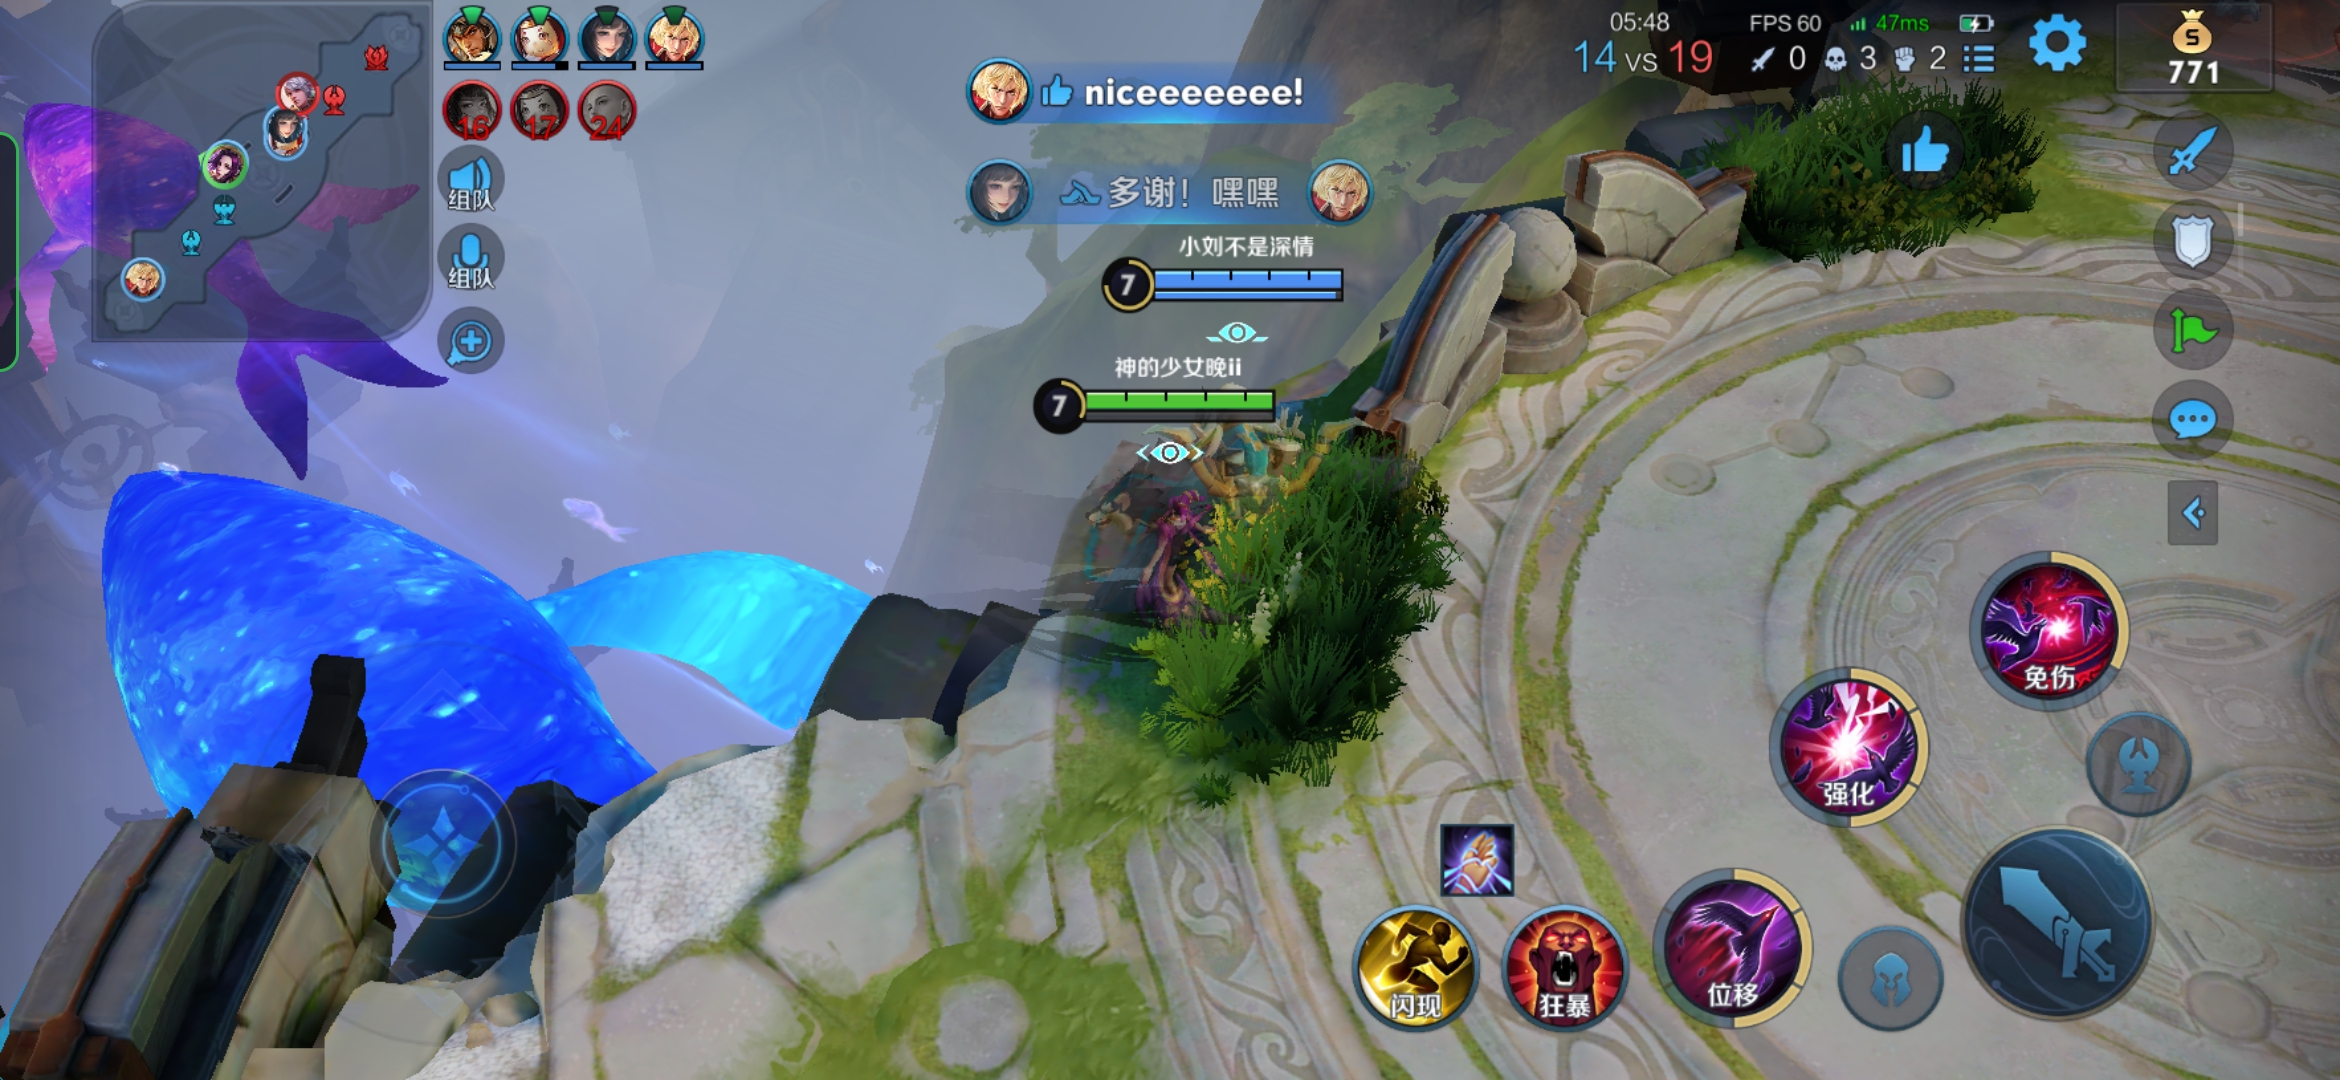 05:48
FPS 60
47ms
14 vs 19
0
3
2
771
16
17
24
组队
组队
niceeeeeee!
多谢！嘿嘿
小刘不是深情
7
神的少女晚ii
7
免伤
强化
闪现
狂暴
位移